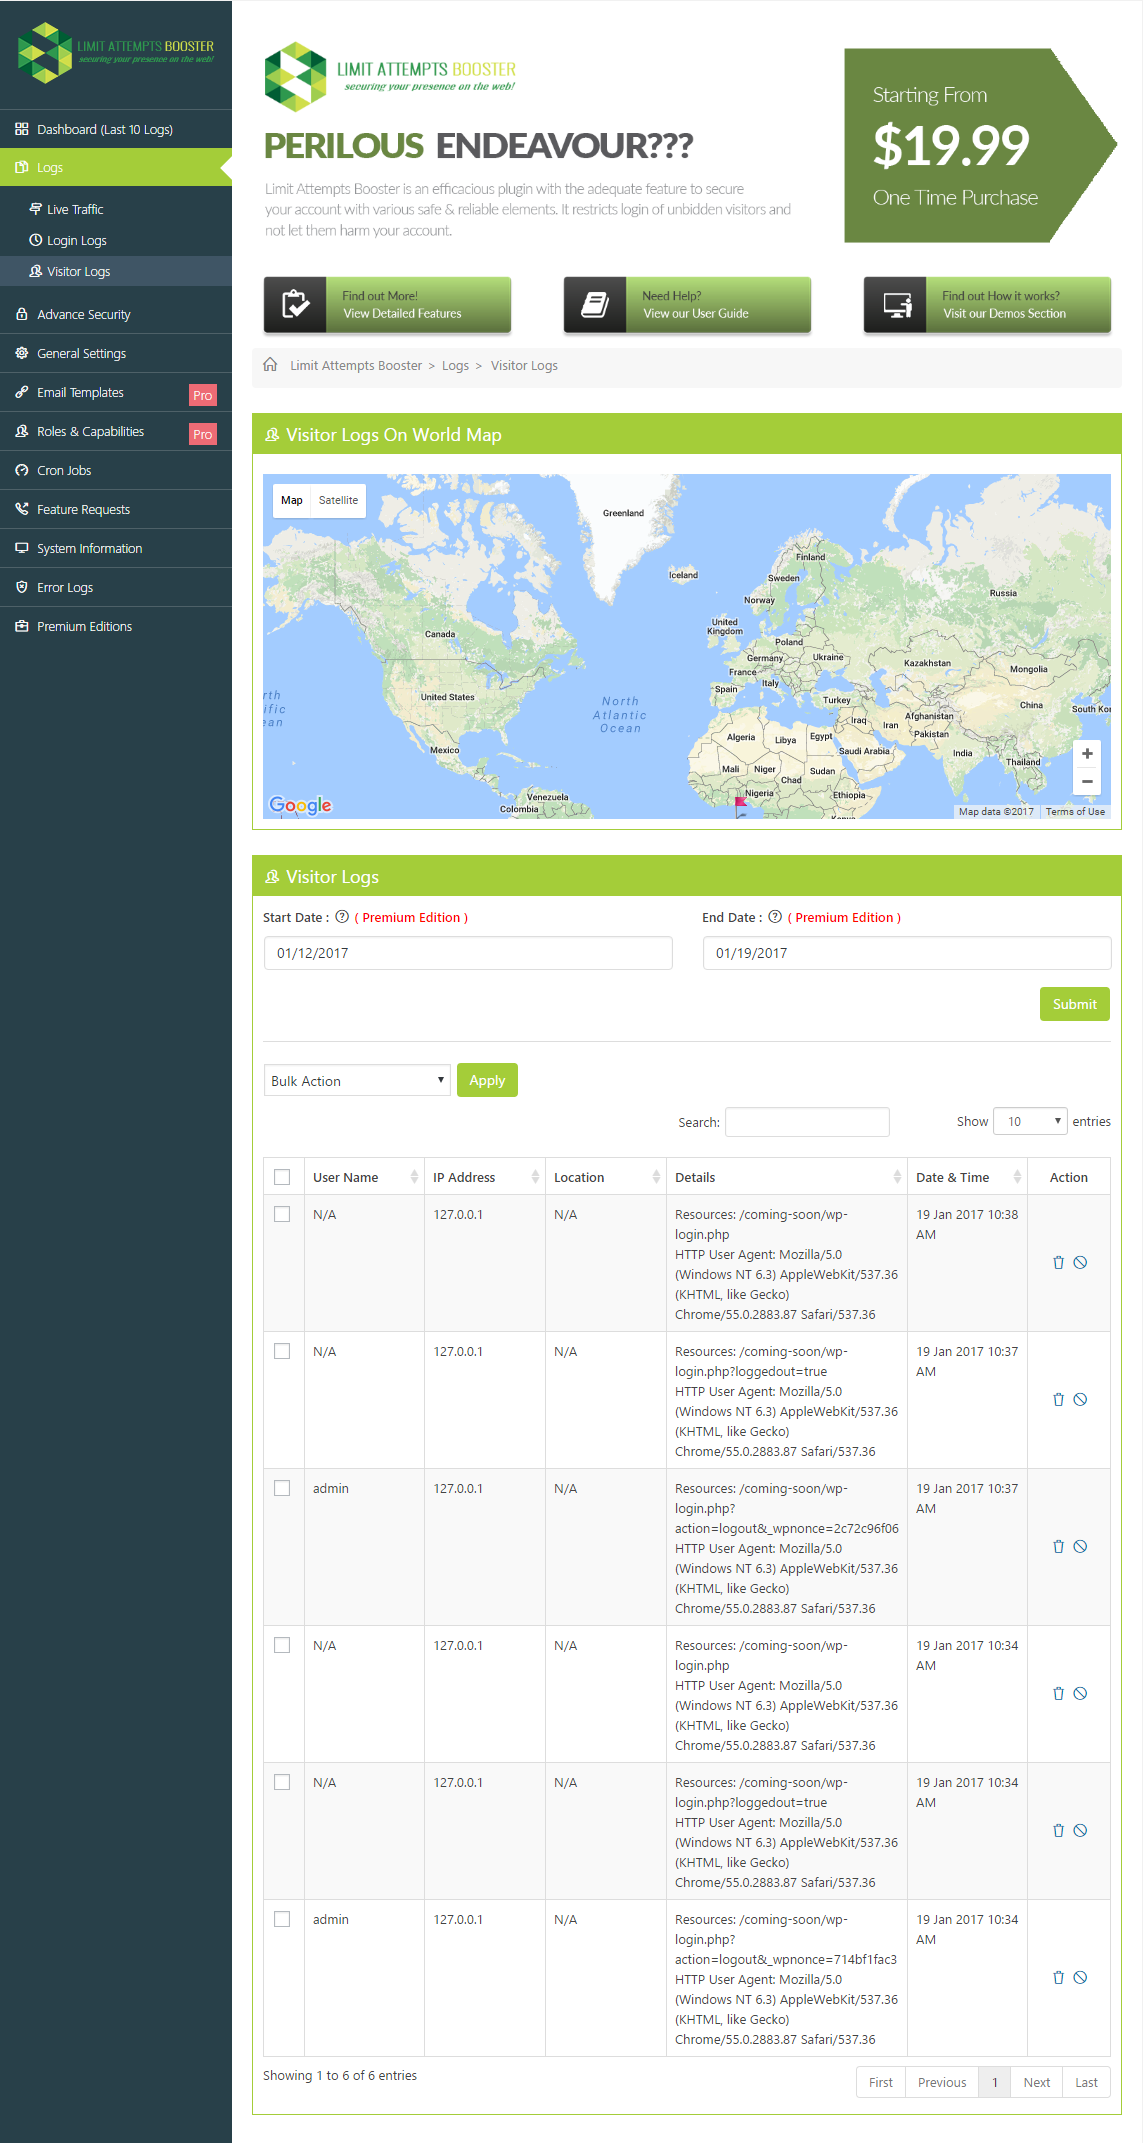 LIMIT ATTEMPTS BOOSTER
securing your presence on the web!
Dashboard (Last 10 Logs)
Logs
Live Traffic
Login Logs
Visitor Logs
Advance Security
General Settings
Email Templates Pro
Roles & Capabilities Pro
Cron Jobs
Feature Requests
System Information
Error Logs
Premium Editions
LIMIT ATTEMPTS BOOSTER
securing your presence on the web!
PERILOUS ENDEAVOUR???
Limit Attempts Booster is an efficacious plugin with the adequate feature to secure
your account with various safe & reliable elements. It restricts login of unbidden visitors and
not let them harm your account.
Starting From
$19.99
One Time Purchase
Find out More!
View Detailed Features
Need Help?
View our User Guide
Find out How it works?
Visit our Demos Section
Limit Attempts Booster > Logs > Visitor Logs
Visitor Logs On World Map
Map Satellite
Greenland
Iceland
Finland
Sweden
Norway
Russia
United
Kingdom
Canada
Poland
Germany
Ukraine
France
Kazakhstan
Mongolia
Italy
Spain
United States
Turkey
North
Atlantic
Ocean
rth
ific
ean
China
South Kor
Iraq
Iran
Afghanistan
Pakistan
Algeria
Libya
Egypt
Saudi Arabia
India
Thailand
Mexico
Mali
Niger
Chad
Sudan
Nigeria
Ethiopia
Venezuela
Colombia
Kenya
Google
+
−
Map data ©2017 Terms of Use
Visitor Logs
Start Date : ( Premium Edition )
End Date : ( Premium Edition )
01/12/2017
01/19/2017
Submit
Bulk Action Apply
Search:
Show 10 entries
User Name IP Address Location Details Date & Time Action
N/A 127.0.0.1 N/A Resources: /coming-soon/wp- 19 Jan 2017 10:38
login.php AM
HTTP User Agent: Mozilla/5.0
(Windows NT 6.3) AppleWebKit/537.36
(KHTML, like Gecko)
Chrome/55.0.2883.87 Safari/537.36
N/A 127.0.0.1 N/A Resources: /coming-soon/wp- 19 Jan 2017 10:37
login.php?loggedout=true AM
HTTP User Agent: Mozilla/5.0
(Windows NT 6.3) AppleWebKit/537.36
(KHTML, like Gecko)
Chrome/55.0.2883.87 Safari/537.36
admin 127.0.0.1 N/A Resources: /coming-soon/wp- 19 Jan 2017 10:37
login.php? AM
action=logout&_wpnonce=2c72c96f06
HTTP User Agent: Mozilla/5.0
(Windows NT 6.3) AppleWebKit/537.36
(KHTML, like Gecko)
Chrome/55.0.2883.87 Safari/537.36
N/A 127.0.0.1 N/A Resources: /coming-soon/wp- 19 Jan 2017 10:34
login.php AM
HTTP User Agent: Mozilla/5.0
(Windows NT 6.3) AppleWebKit/537.36
(KHTML, like Gecko)
Chrome/55.0.2883.87 Safari/537.36
N/A 127.0.0.1 N/A Resources: /coming-soon/wp- 19 Jan 2017 10:34
login.php?loggedout=true AM
HTTP User Agent: Mozilla/5.0
(Windows NT 6.3) AppleWebKit/537.36
(KHTML, like Gecko)
Chrome/55.0.2883.87 Safari/537.36
admin 127.0.0.1 N/A Resources: /coming-soon/wp- 19 Jan 2017 10:34
login.php? AM
action=logout&_wpnonce=714bf1fac3
HTTP User Agent: Mozilla/5.0
(Windows NT 6.3) AppleWebKit/537.36
(KHTML, like Gecko)
Chrome/55.0.2883.87 Safari/537.36
Showing 1 to 6 of 6 entries
First Previous 1 Next Last